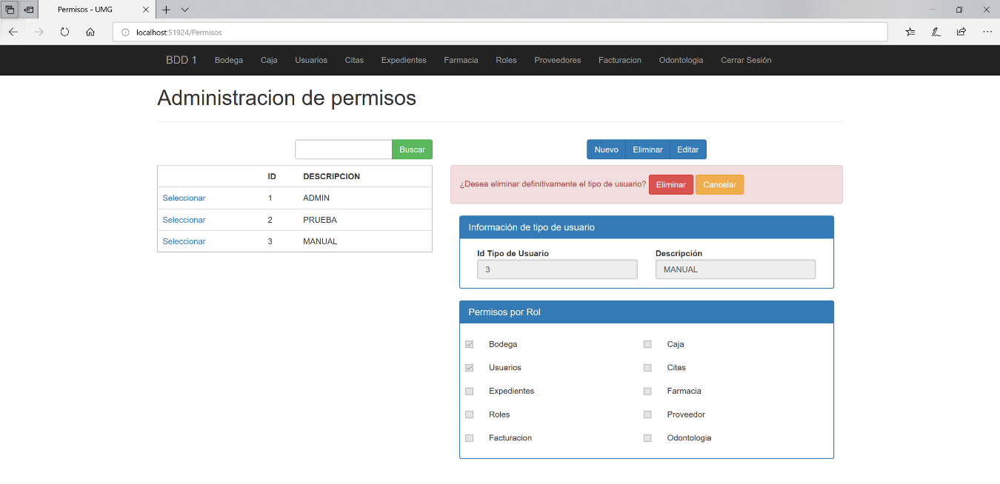 Permisos - UMG
localhost:51924/Permisos
BDD 1 Bodega Caja Usuarios Citas Expedientes Farmacia Roles Proveedores Facturacion Odontologia Cerrar Sesión
Administracion de permisos
Buscar
Nuevo Eliminar Editar
ID DESCRIPCION
Seleccionar 1 ADMIN
Seleccionar 2 PRUEBA
Seleccionar 3 MANUAL
¿Desea eliminar definitivamente el tipo de usuario? Eliminar Cancelar
Información de tipo de usuario
Id Tipo de Usuario Descripción
3 MANUAL
Permisos por Rol
Bodega Caja
Usuarios Citas
Expedientes Farmacia
Roles Proveedor
Facturacion Odontologia